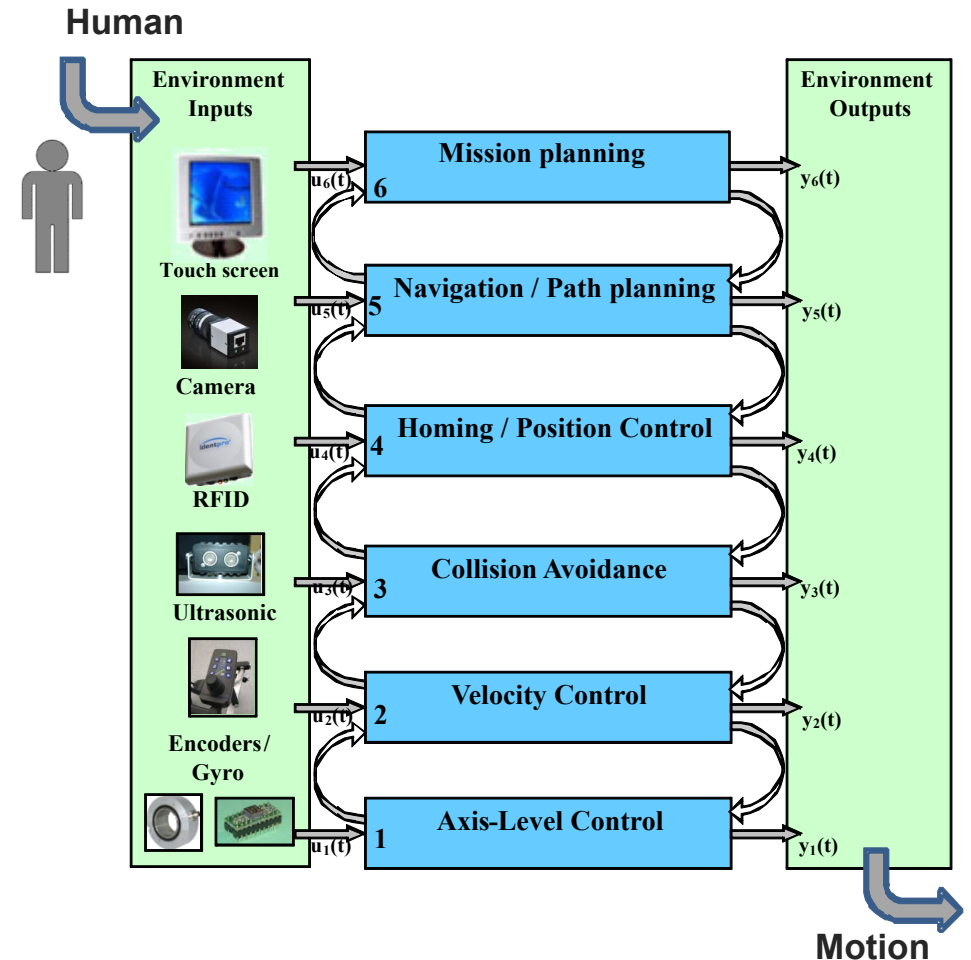 Human
Environment
Inputs
Environment
Outputs
Mission planning
6
u₆(t)
y₆(t)
Touch screen
Navigation / Path planning
5
u₅(t)
y₅(t)
Camera
Homing / Position Control
4
u₄(t)
y₄(t)
identpro
RFID
Collision Avoidance
3
u₃(t)
y₃(t)
Ultrasonic
Velocity Control
2
u₂(t)
y₂(t)
Encoders/
Gyro
Axis-Level Control
1
u₁(t)
y₁(t)
Motion